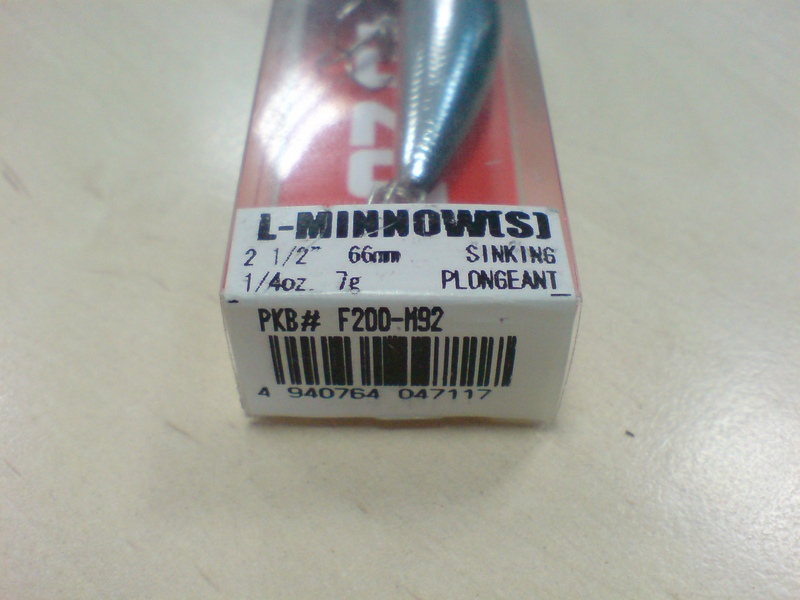 L-MINNOW(S)
2 1/2" 66mm SINKING
1/4oz. 7g PLONGEANT
PKB# F200-M92
4 940764 047117